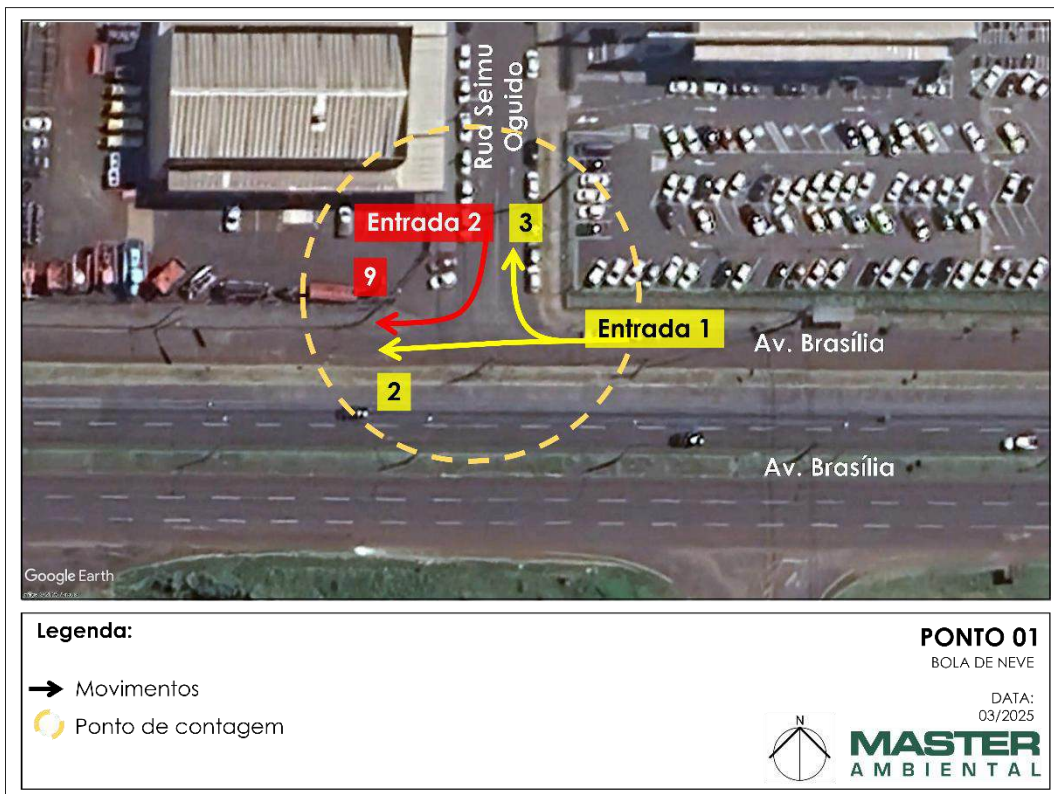 Rua Seimu
Oguido
Entrada 2
3
9
Entrada 1
Av. Brasília
2
Av. Brasília
Google Earth
Legenda:
Movimentos
Ponto de contagem
PONTO 01
BOLA DE NEVE
DATA:
03/2025
N
MASTER
AMBIENTAL